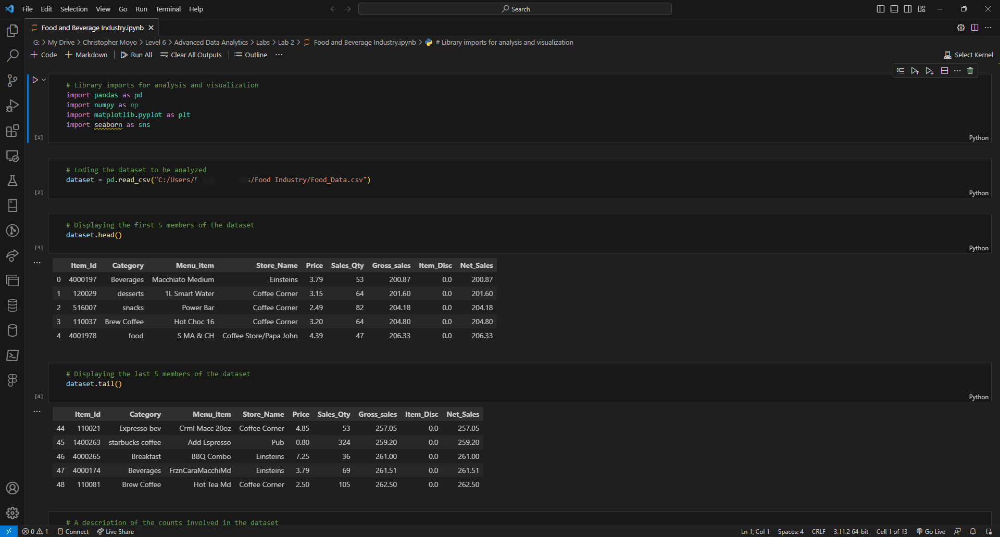 File Edit Selection View Go Run Terminal Help
Search
Food and Beverage Industry.ipynb
G: > My Drive > Christopher Moyo > Level 6 > Advanced Data Analytics > Labs > Lab 2 > Food and Beverage Industry.ipynb > # Library imports for analysis and visualization
+ Code + Markdown | Run All Clear All Outputs | Outline ...
Select Kernel
# Library imports for analysis and visualization
import pandas as pd
import numpy as np
import matplotlib.pyplot as plt
import seaborn as sns
[1]
Python
# Loding the dataset to be analyzed
dataset = pd.read_csv("C:/Users/ /Food Industry/Food_Data.csv")
[2]
Python
# Displaying the first 5 members of the dataset
dataset.head()
[3]
Python
...
Item_Id Category Menu_item Store_Name Price Sales_Qty Gross_sales Item_Disc Net_Sales
0 4000197 Beverages Macchiato Medium Einsteins 3.79 53 200.87 0.0 200.87
1 120029 desserts 1L Smart Water Coffee Corner 3.15 64 201.60 0.0 201.60
2 516007 snacks Power Bar Coffee Corner 2.49 82 204.18 0.0 204.18
3 110037 Brew Coffee Hot Choc 16 Coffee Corner 3.20 64 204.80 0.0 204.80
4 4001978 food S MA & CH Coffee Store/Papa John 4.39 47 206.33 0.0 206.33
# Displaying the last 5 members of the dataset
dataset.tail()
[4]
Python
...
Item_Id Category Menu_item Store_Name Price Sales_Qty Gross_sales Item_Disc Net_Sales
44 110021 Expresso bev Crml Macc 20oz Coffee Corner 4.85 53 257.05 0.0 257.05
45 1400263 starbucks coffee Add Espresso Pub 0.80 324 259.20 0.0 259.20
46 4000265 Breakfast BBQ Combo Einsteins 7.25 36 261.00 0.0 261.00
47 4000174 Beverages FrznCaraMacchiMd Einsteins 3.79 69 261.51 0.0 261.51
48 110081 Brew Coffee Hot Tea Md Coffee Corner 2.50 105 262.50 0.0 262.50
# A description of the counts involved in the dataset
0 1 Connect Live Share
Ln 1, Col 1 Spaces: 4 CRLF 3.11.2 64-bit Cell 1 of 13 Go Live